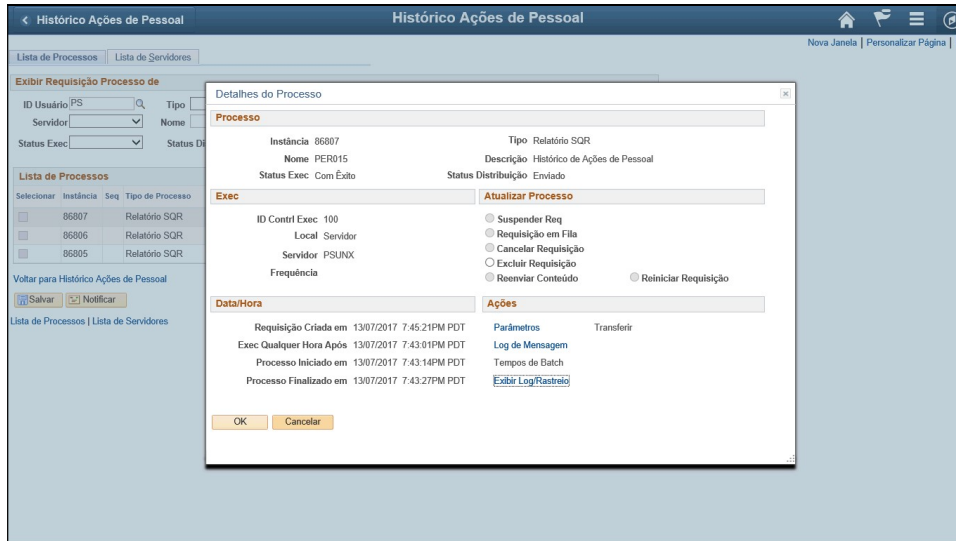 Histórico Ações de Pessoal
Histórico Ações de Pessoal
Nova Janela | Personalizar Página |
Lista de Processos
Lista de Servidores
Exibir Requisição Processo de
ID Usuário PS Tipo
Servidor Nome
Status Exec Status Di
Lista de Processos
Selecionar Instância Seq Tipo de Processo
86807 Relatório SQR
86806 Relatório SQR
86805 Relatório SQR
Voltar para Histórico Ações de Pessoal
Salvar Notificar
Lista de Processos | Lista de Servidores
Detalhes do Processo
Processo
Instância 86807 Tipo Relatório SQR
Nome PER015 Descrição Histórico de Ações de Pessoal
Status Exec Com Êxito Status Distribuição Enviado
Exec
ID Contrl Exec 100
Local Servidor
Servidor PSUNX
Frequência
Atualizar Processo
Suspender Req
Requisição em Fila
Cancelar Requisição
Excluir Requisição
Reenviar Conteúdo Reiniciar Requisição
Data/Hora
Requisição Criada em 13/07/2017 7:45:21PM PDT
Exec Qualquer Hora Após 13/07/2017 7:43:01PM PDT
Processo Iniciado em 13/07/2017 7:43:14PM PDT
Processo Finalizado em 13/07/2017 7:43:27PM PDT
Ações
Parâmetros Transferir
Log de Mensagem
Tempos de Batch
Exibir Log/Rastreio
OK Cancelar